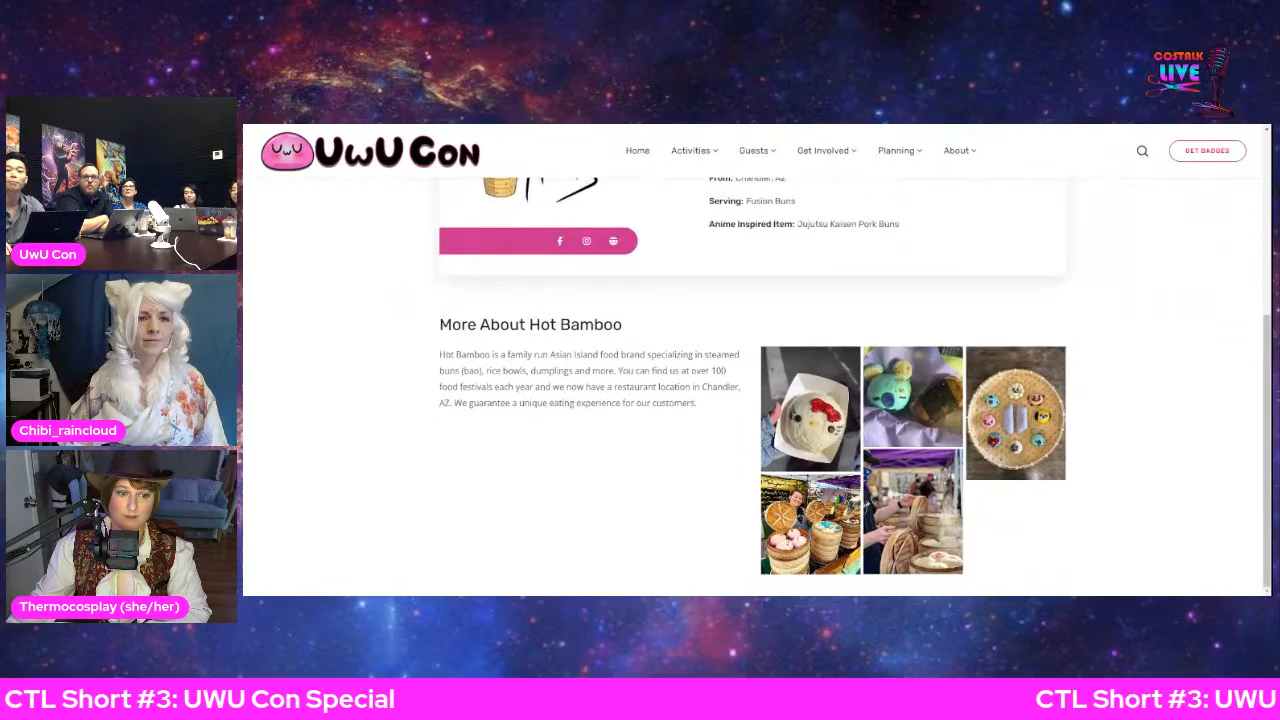 COSTALK
LIVE
UwU Con
Home
Activities
Guests
Get Involved
Planning
About
GET BADGES
From: Chandler, AZ
Serving: Fusion Buns
Anime Inspired Item: Jujutsu Kaisen Pork Buns
More About Hot Bamboo
Hot Bamboo is a family run Asian Island food brand specializing in steamed
buns (bao), rice bowls, dumplings and more. You can find us at over 100
food festivals each year and we now have a restaurant location in Chandler,
AZ. We guarantee a unique eating experience for our customers.
UwU Con
Chibi_raincloud
Thermocosplay (she/her)
CTL Short #3: UWU Con Special
CTL Short #3: UWU